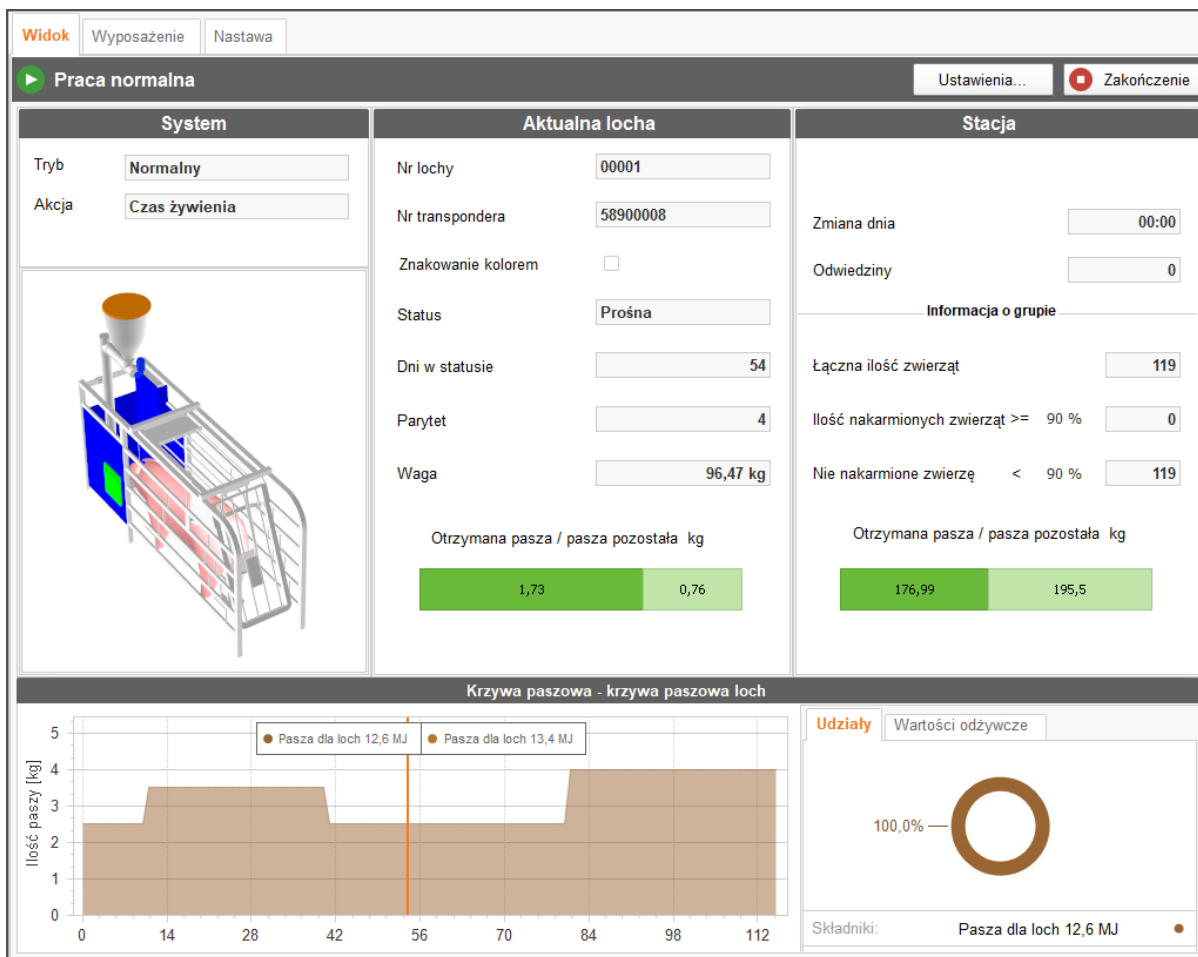 Widok Wyposażenie Nastawa
Praca normalna Ustawienia... Zakończenie
System
Tryb Normalny
Akcja Czas żywienia
Aktualna locha
Nr lochy 00001
Nr transpondera 58900008
Znakowanie kolorem
Status Prośna
Dni w statusie 54
Parytet 4
Waga 96,47 kg
Otrzymana pasza / pasza pozostała kg
1,73 0,76
Stacja
Zmiana dnia 00:00
Odwiedziny 0
Informacja o grupie
Łączna ilość zwierząt 119
Ilość nakarmionych zwierząt >= 90 % 0
Nie nakarmione zwierzę < 90 % 119
Otrzymana pasza / pasza pozostała kg
176,99 195,5
Krzywa paszowa - krzywa paszowa loch
Pasza dla loch 12,6 MJ Pasza dla loch 13,4 MJ
Ilość paszy [kg]
5
4
3
2
1
0
0 14 28 42 56 70 84 98 112
Udziały Wartości odżywcze
100,0%
Składniki: Pasza dla loch 12,6 MJ